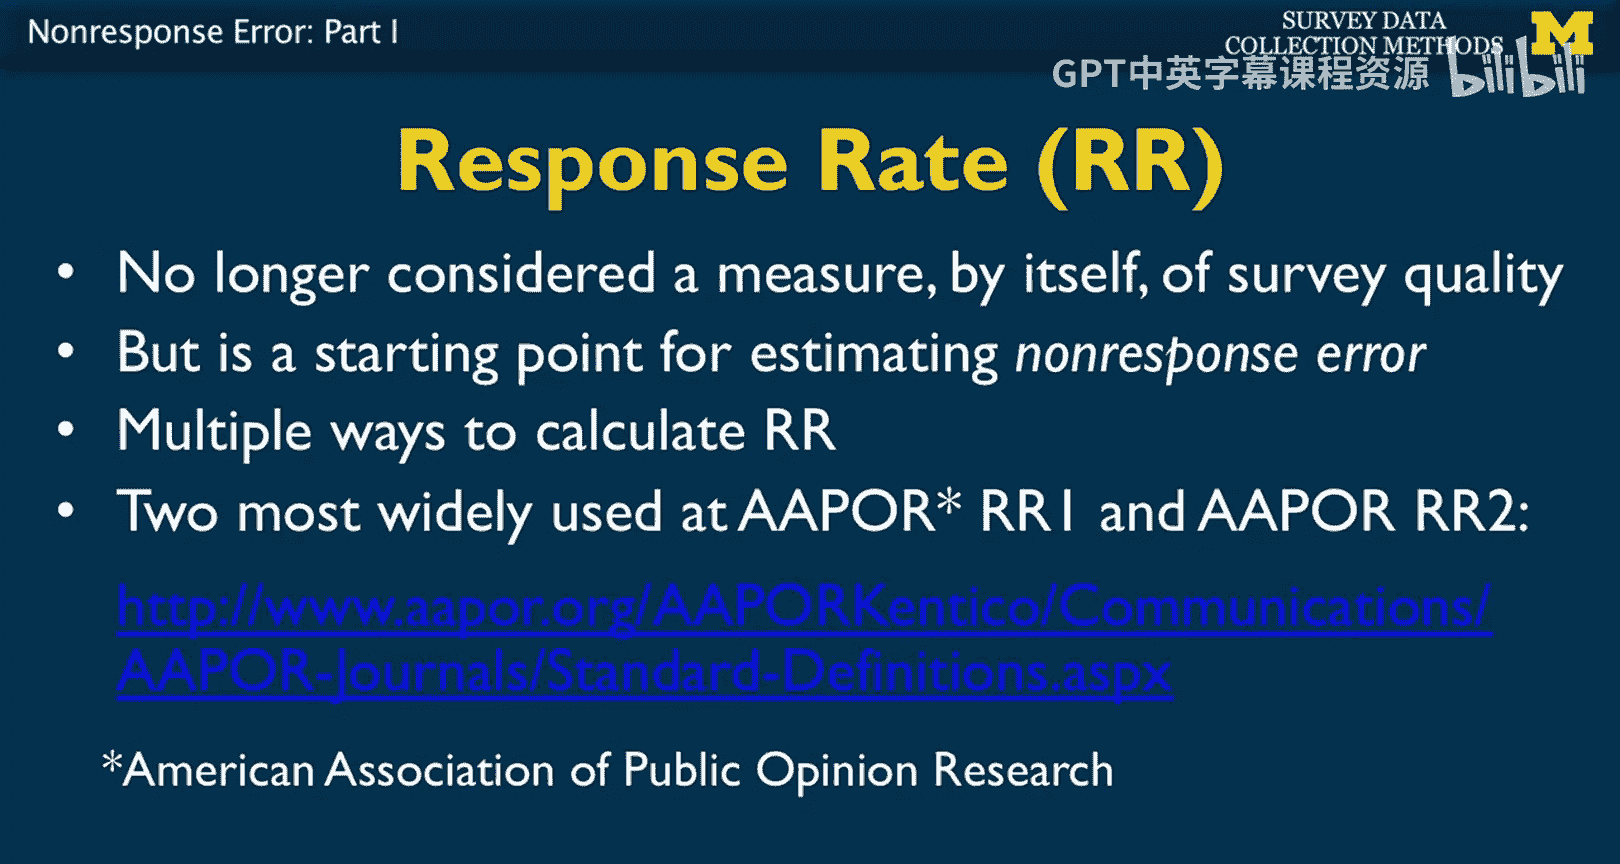 Nonresponse Error: Part I
SURVEY DATA
COLLECTION METHODS
M
GPT中英字幕课程资源 bilibili
Response Rate (RR)
• No longer considered a measure, by itself, of survey quality
• But is a starting point for estimating nonresponse error
• Multiple ways to calculate RR
• Two most widely used at AAPOR* RR1 and AAPOR RR2:
http://www.aapor.org/AAPORKentico/Communications/
AAPOR-Journals/Standard-Definitions.aspx
*American Association of Public Opinion Research